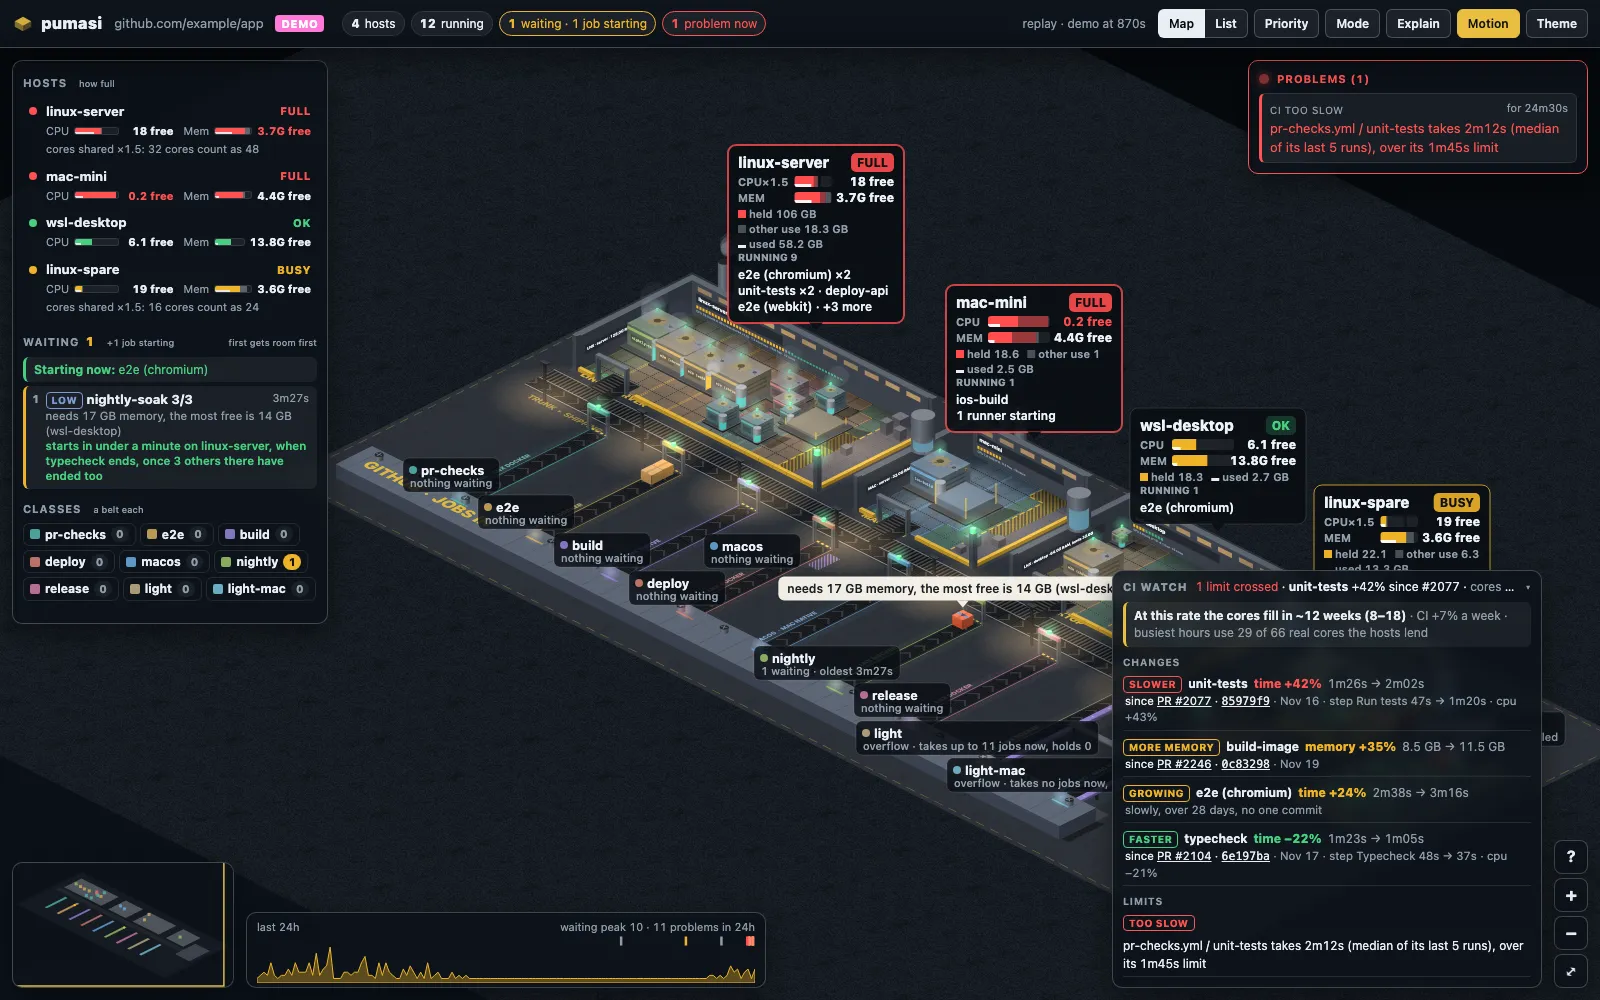 pumasi github.com/example/app DEMO 4 hosts 12 running 1 waiting · 1 job starting 1 problem now replay · demo at 870s Map List Priority Mode Explain Motion Theme
HOSTS how full
linux-server FULL
CPU 18 free Mem 3.7G free
cores shared ×1.5: 32 cores count as 48
mac-mini FULL
CPU 0.2 free Mem 4.4G free
wsl-desktop OK
CPU 6.1 free Mem 13.8G free
linux-spare BUSY
CPU 19 free Mem 3.6G free
cores shared ×1.5: 16 cores count as 24
WAITING 1 +1 job starting first gets room first
Starting now: e2e (chromium)
1 LOW nightly-soak 3/3 3m27s
needs 17 GB memory, the most free is 14 GB
(wsl-desktop)
starts in under a minute on linux-server, when
typecheck ends, once 3 others there have
ended too
CLASSES a belt each
pr-checks 0 e2e 0 build 0
deploy 0 macos 0 nightly 1
release 0 light 0 light-mac 0
PROBLEMS (1)
CI TOO SLOW for 24m30s
pr-checks.yml / unit-tests takes 2m12s (median
of its last 5 runs), over its 1m45s limit
linux-server FULL
CPU×1.5 18 free
MEM 3.7G free
held 106 GB
other use 18.3 GB
used 58.2 GB
RUNNING 9
e2e (chromium) ×2
unit-tests ×2 · deploy-api
e2e (webkit) · +3 more
mac-mini FULL
CPU 0.2 free
MEM 4.4G free
held 18.6 other use 1
used 2.5 GB
RUNNING 1
ios-build
1 runner starting
wsl-desktop OK
CPU 6.1 free
MEM 13.8G free
held 18.3 used 2.7 GB
RUNNING 1
e2e (chromium)
linux-spare BUSY
CPU×1.5 19 free
MEM 3.6G free
held 22.1 other use 6.3
used 13.3 GB
pr-checks
nothing waiting
e2e
nothing waiting
build
nothing waiting
macos
nothing waiting
deploy
nothing waiting
needs 17 GB memory, the most free is 14 GB (wsl-desk
nightly
1 waiting · oldest 3m27s
release
nothing waiting
light
overflow · takes up to 11 jobs now, holds 0
light-mac
overflow · takes no jobs now,
CI WATCH 1 limit crossed · unit-tests +42% since #2077 · cores ...
At this rate the cores fill in ~12 weeks (8–18) · CI +7% a week ·
busiest hours use 29 of 66 real cores the hosts lend
CHANGES
SLOWER unit-tests time +42% 1m26s → 2m02s
since PR #2077 · 85979f9 · Nov 16 · step Run tests 47s → 1m20s · cpu
+43%
MORE MEMORY build-image memory +35% 8.5 GB → 11.5 GB
since PR #2246 · 0c83298 · Nov 19
GROWING e2e (chromium) time +24% 2m38s → 3m16s
slowly, over 28 days, no one commit
FASTER typecheck time −22% 1m23s → 1m05s
since PR #2104 · 6e197ba · Nov 17 · step Typecheck 48s → 37s · cpu
−21%
LIMITS
TOO SLOW
pr-checks.yml / unit-tests takes 2m12s (median of its last 5 runs), over
its 1m45s limit
last 24h waiting peak 10 · 11 problems in 24h
?
+
−